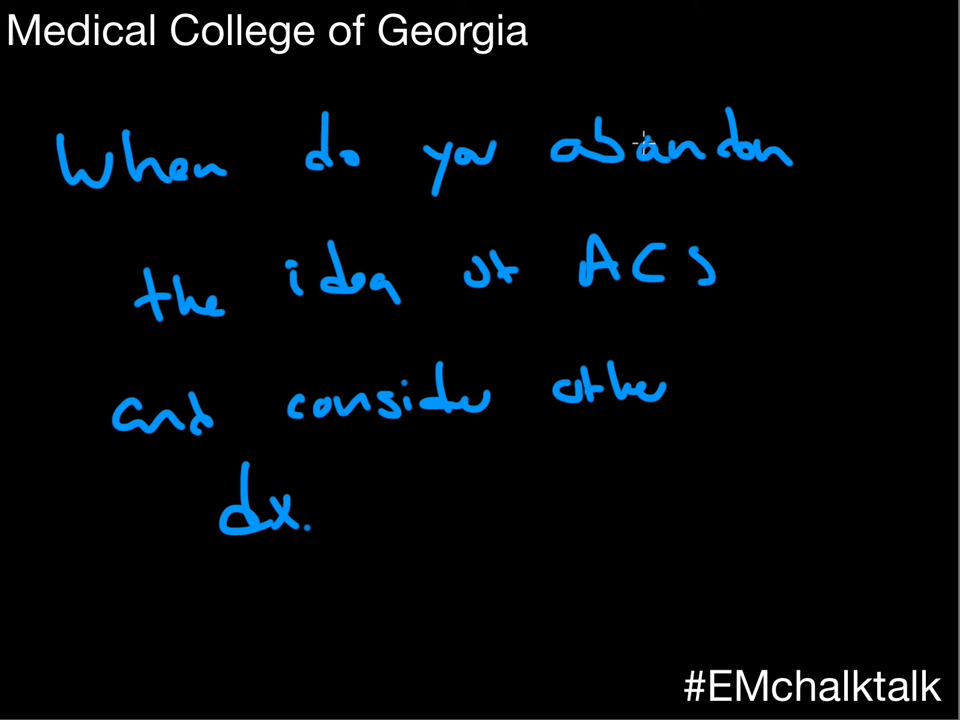 Medical College of Georgia
When do you abandon
the idea of ACS
and consider other
dx.
#EMchalktalk